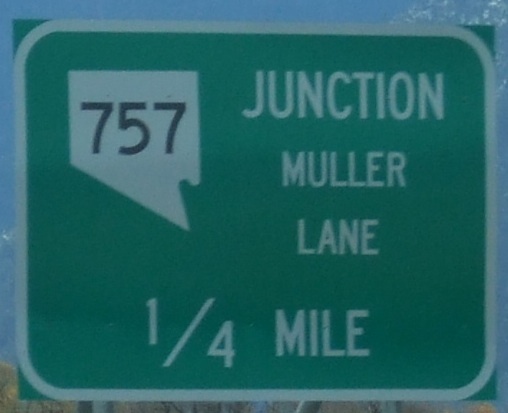 757 JUNCTION
MULLER
LANE
1/4 MILE